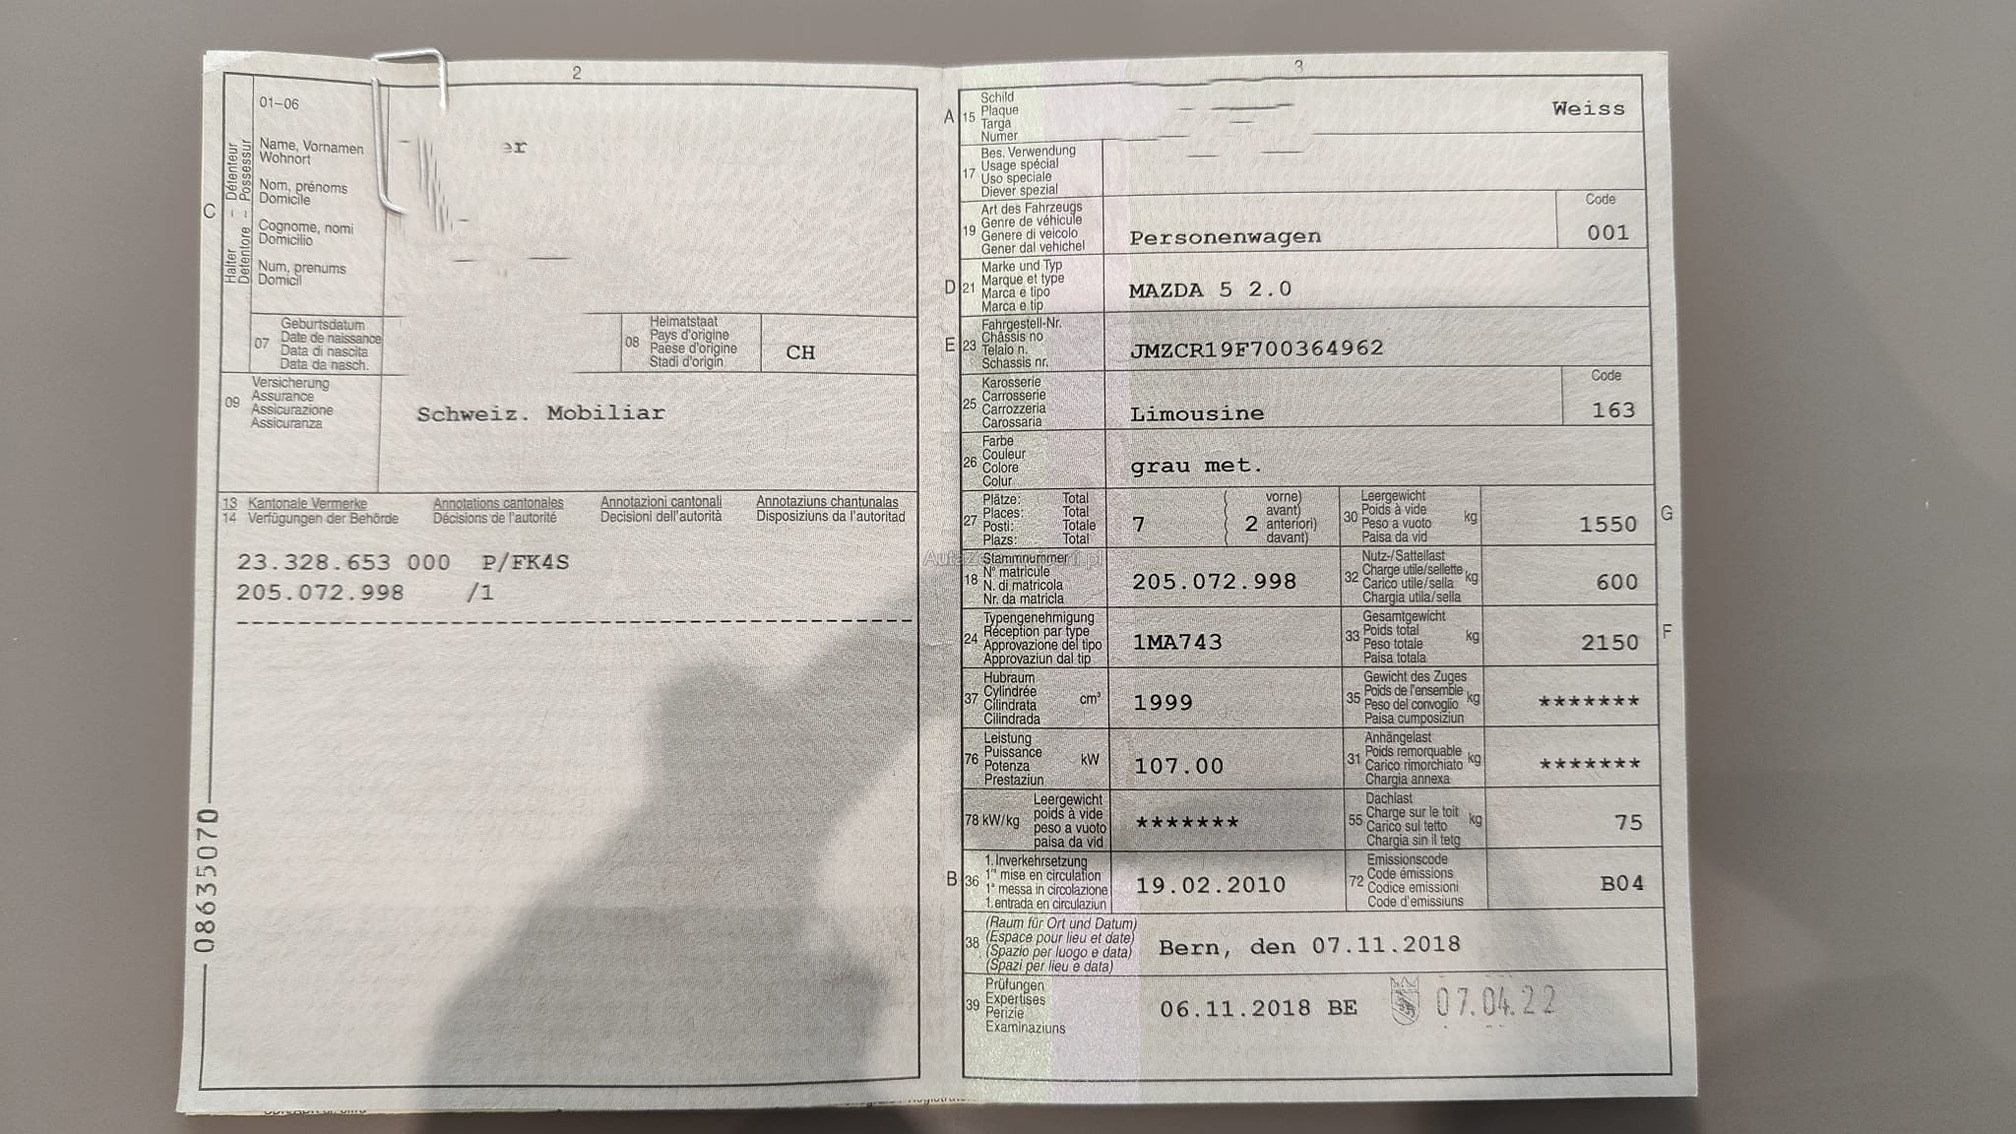 2
01-06
Halter – Détenteur
Detentore – Possessur
C
Name, Vornamen
Wohnort
Nom, prénoms
Domicile
Cognome, nomi
Domicilio
Num, prenums
Domicil
er
07
Geburtsdatum
Date de naissance
Data di nascita
Data da nasch.
08
Heimatstaat
Pays d'origine
Paese d'origine
Stadi d'origin
CH
09
Versicherung
Assurance
Assicurazione
Assicuranza
Schweiz. Mobiliar
13 Kantonale Vermerke Annotations cantonales Annotazioni cantonali Annotaziuns chantunalas
14 Verfügungen der Behörde Décisions de l'autorité Decisioni dell'autorità Disposiziuns da l'autoritad
23.328.653 000 P/FK4S
205.072.998 /1
08635070
3
A 15
Schild
Plaque
Targa
Numer
Weiss
17
Bes. Verwendung
Usage spécial
Uso speciale
Diever spezial
19
Art des Fahrzeugs
Genre de véhicule
Genere di veicolo
Gener dal vehichel
Personenwagen
Code
001
D 21
Marke und Typ
Marque et type
Marca e tipo
Marca e tip
MAZDA 5 2.0
E 23
Fahrgestell-Nr.
Châssis no
Telaio n.
Schassis nr.
JMZCR19F700364962
25
Karosserie
Carrosserie
Carrozzeria
Carossaria
Limousine
Code
163
26
Farbe
Couleur
Colore
Colur
grau met.
27
Plätze: Total
Places: Total
Posti: Totale
Plazs: Total
7
( vorne)
( avant)
( 2 anteriori)
( davant)
30
Leergewicht
Poids à vide
Peso a vuoto
Paisa da vid
kg
1550
G
18
Stammnummer
N° matricule
N. di matricola
Nr. da matricla
205.072.998
32
Nutz-/Sattellast
Charge utile/sellette
Carico utile/sella
Chargia utila/sella
kg
600
24
Typengenehmigung
Réception par type
Approvazione del tipo
Approvaziun dal tip
1MA743
33
Gesamtgewicht
Poids total
Peso totale
Paisa totala
kg
2150
F
37
Hubraum
Cylindrée
Cilindrata
Cilindrada
cm³
1999
35
Gewicht des Zuges
Poids de l'ensemble
Peso del convoglio
Paisa cumposiziun
kg
*******
76
Leistung
Puissance
Potenza
Prestaziun
kW
107.00
31
Anhängelast
Poids remorquable
Carico rimorchiato
Chargia annexa
kg
*******
78 kW/kg
Leergewicht
poids à vide
peso a vuoto
paisa da vid
*******
55
Dachlast
Charge sur le toit
Carico sul tetto
Chargia sin il tetg
kg
75
B 36
1. Inverkehrsetzung
1re mise en circulation
1a messa in circolazione
1. entrada en circulaziun
19.02.2010
72
Emissionscode
Code émissions
Codice emissioni
Code d'emissiuns
B04
38
(Raum für Ort und Datum)
(Espace pour lieu et date)
(Spazio per luogo e data)
(Spazi per lieu e data)
Bern, den 07.11.2018
39
Prüfungen
Expertises
Perizie
Examinaziuns
06.11.2018 BE
07.04.22